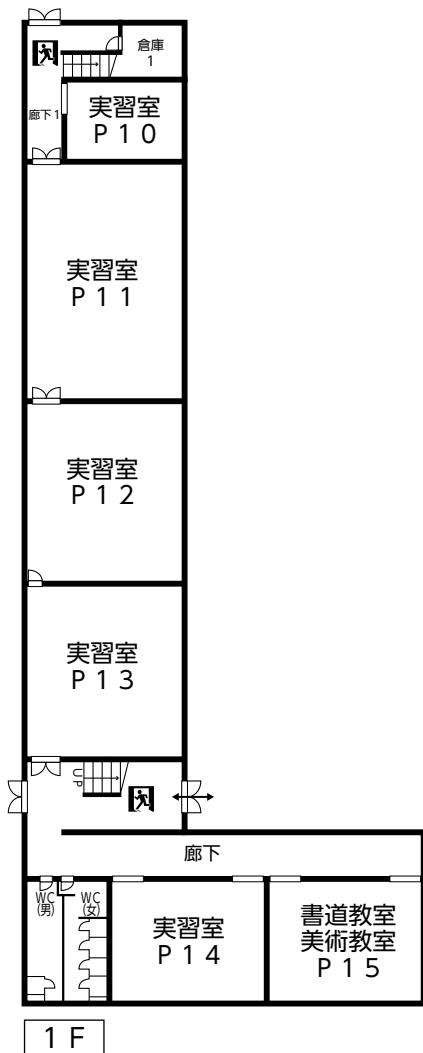 倉庫
1
廊下1
実習室
P10
実習室
P11
実習室
P12
実習室
P13
UP
廊下
WC
(男)
WC
(女)
実習室
P14
書道教室
美術教室
P15
1F